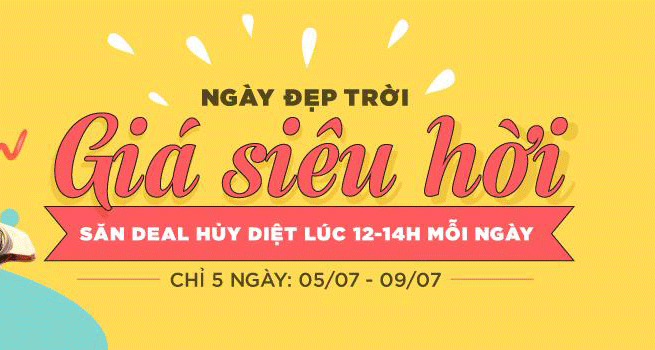 NGÀY ĐẸP TRỜI
Giá siêu hời
SĂN DEAL HỦY DIỆT LÚC 12-14H MỖI NGÀY
CHỈ 5 NGÀY: 05/07 - 09/07